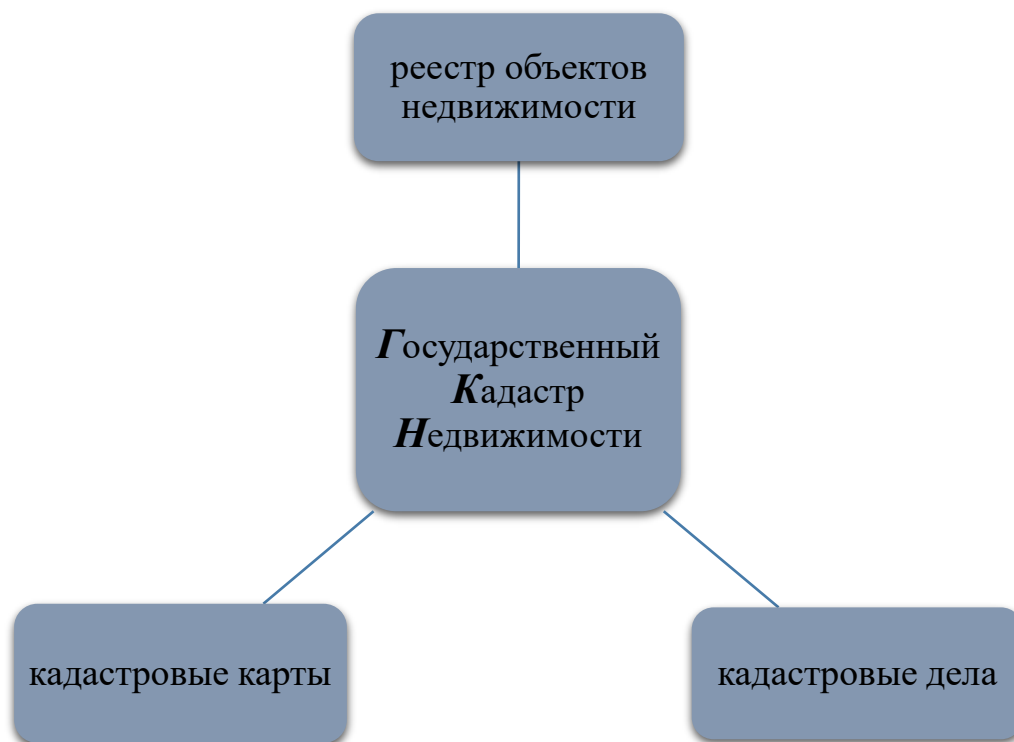 реестр объектов
недвижимости
Государственный
Кадастр
Недвижимости
кадастровые карты
кадастровые дела